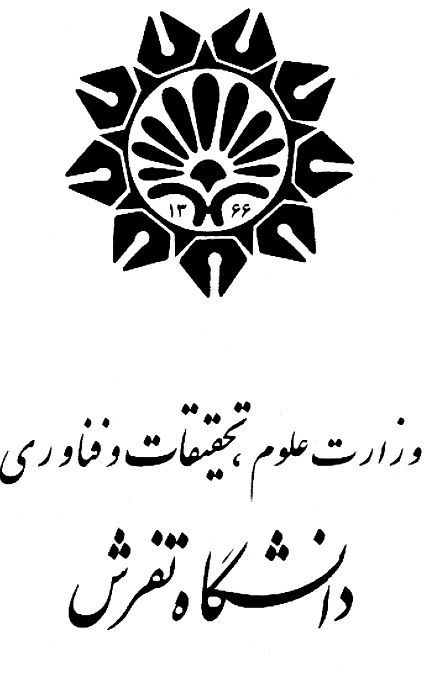 ۱۳ ۶۶
وزارت علوم، تحقیقات و فناوری
دانشگاه تفرش